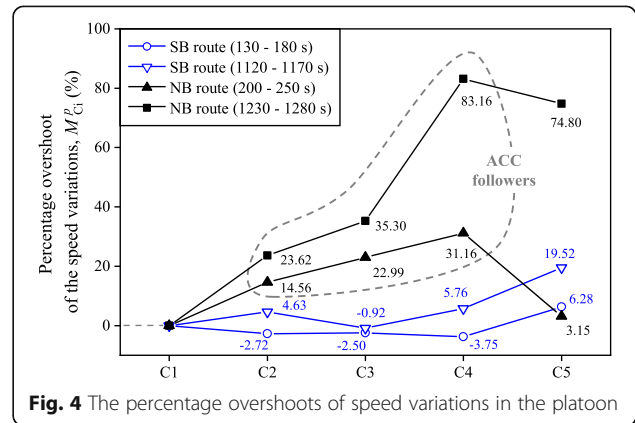 100
80
60
40
20
0
Percentage overshoot
of the speed variations, M^p_Ci (%)
SB route (130 - 180 s)
SB route (1120 - 1170 s)
NB route (200 - 250 s)
NB route (1230 - 1280 s)
ACC
followers
83.16
74.80
35.30
23.62
31.16
22.99
14.56
19.52
4.63
-0.92
5.76
6.28
3.15
-2.72
-2.50
-3.75
C1 C2 C3 C4 C5
Fig. 4 The percentage overshoots of speed variations in the platoon